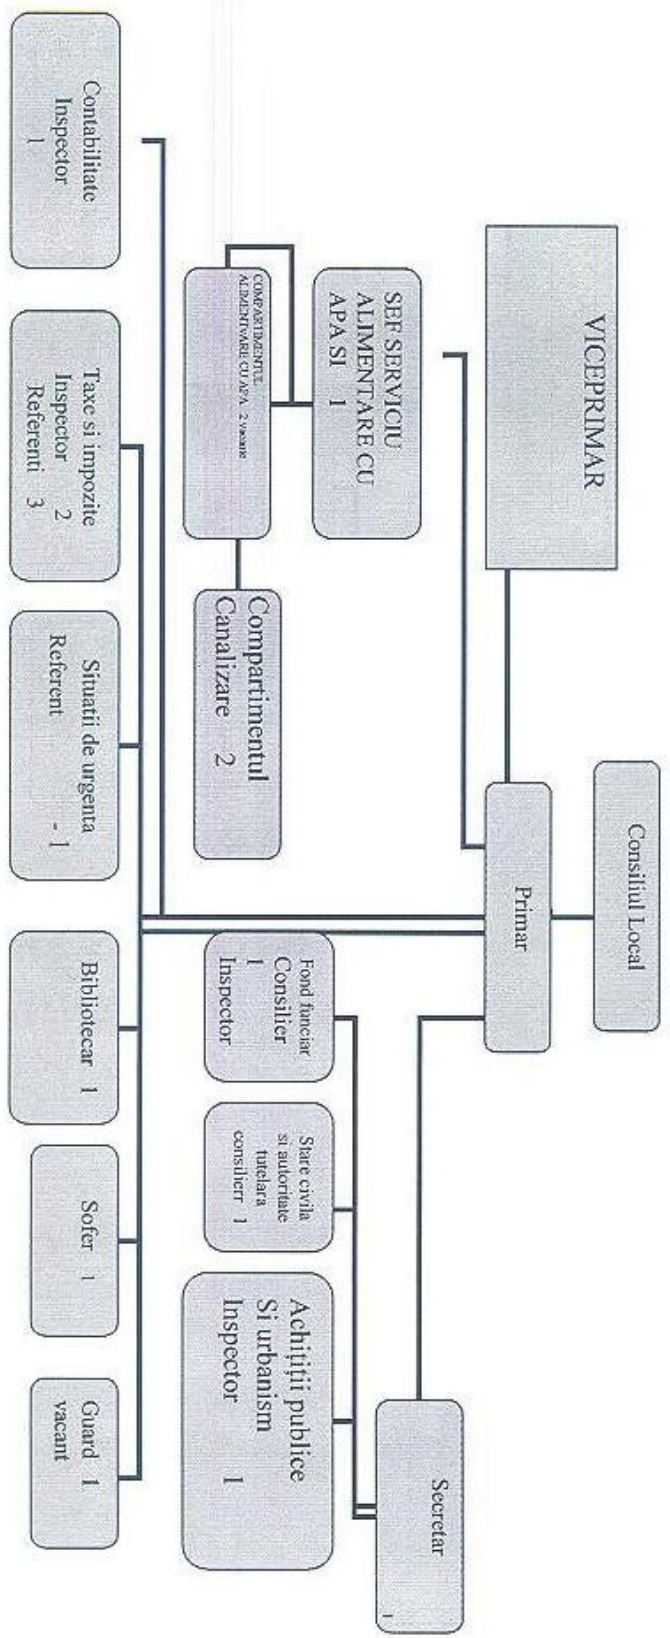 Consiliul Local
VICEPRIMAR
Primar
SEF SERVICIU
ALIMENTARE CU
APA SI 1
Secretar
1
COMPARTIMENTUL
ALIMENTVARE CU APA 2 vacante
Compartimentul
Canalizare 2
Fond funciar
Consilier
1
Inspector
Stare civila
si autoritate
tutelara
consilierr 1
Achitiții publice
Si urbanism
Inspector 1
Contabilitate
Inspector
1
Taxe si impozite
Inspector 2
Referenti 3
Situatii de urgenta
Referent - 1
Bibliotecar 1
Sofer 1
Guard 1
vacant